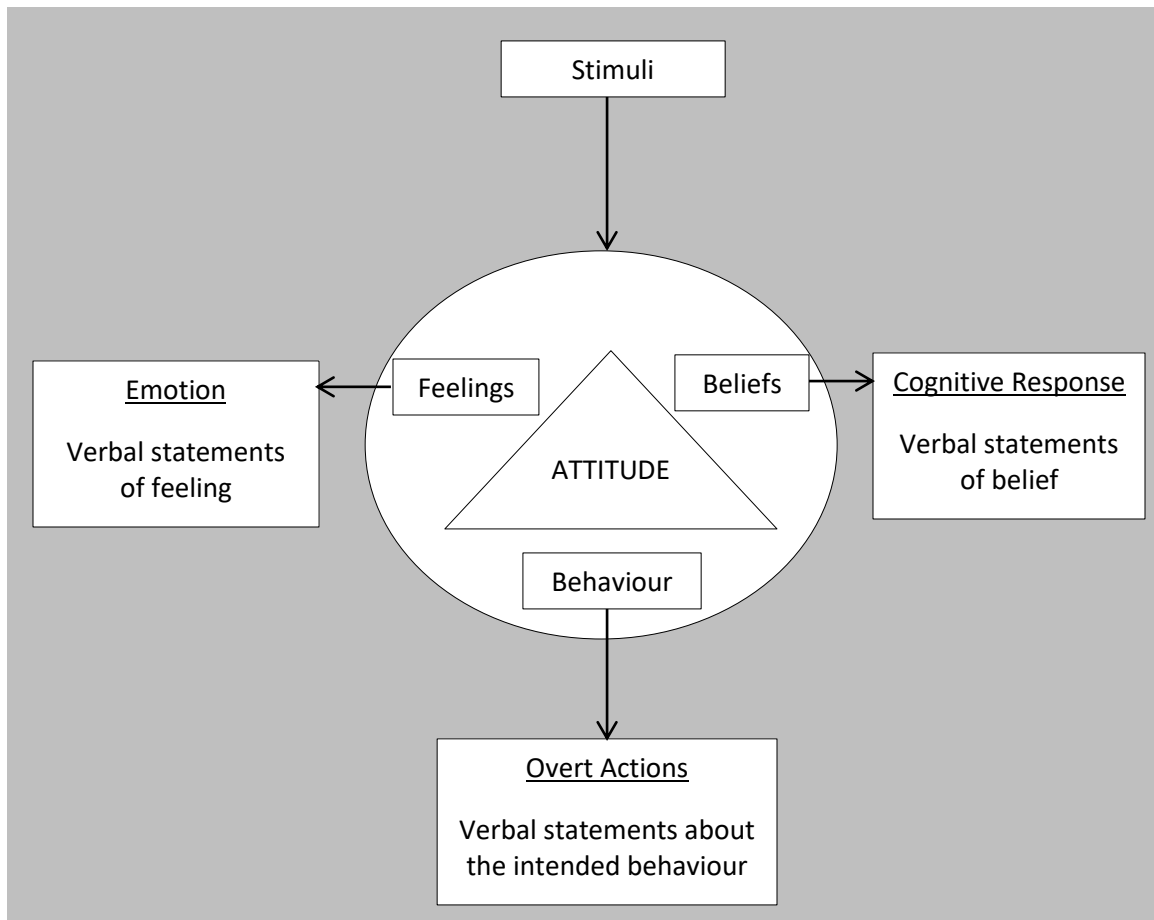 Stimuli
Feelings
Beliefs
Emotion
Verbal statements
of feeling
Cognitive Response
Verbal statements
of belief
ATTITUDE
Behaviour
Overt Actions
Verbal statements about
the intended behaviour